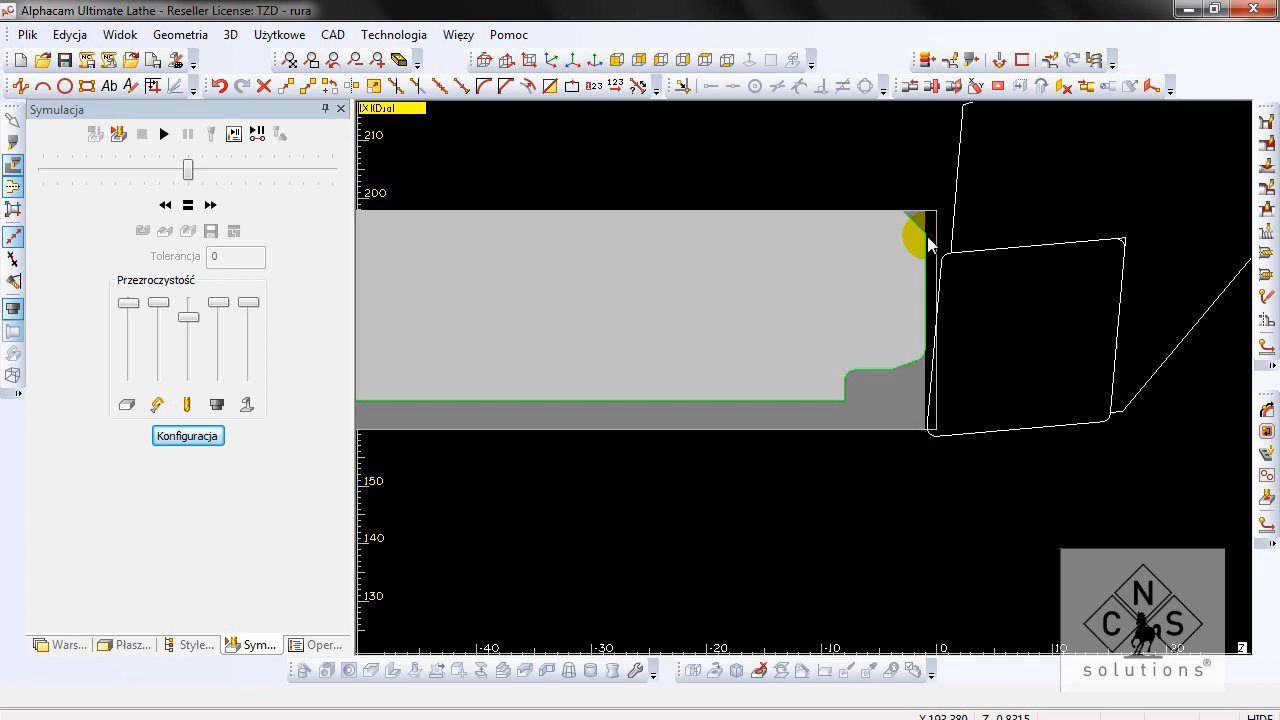 Alphacam Ultimate Lathe - Reseller License: TZD - rura
Plik Edycja Widok Geometria 3D Użytkowe CAD Technologia Więzy Pomoc
Symulacja
Tolerancja 0
Przezroczystość
Konfiguracja
Wars... Płasz... Style... Sym... Oper...
210
200
150
140
130
-40 -30 -20 -10 0 10 20 Z
N
C S
solutions®
HIDE